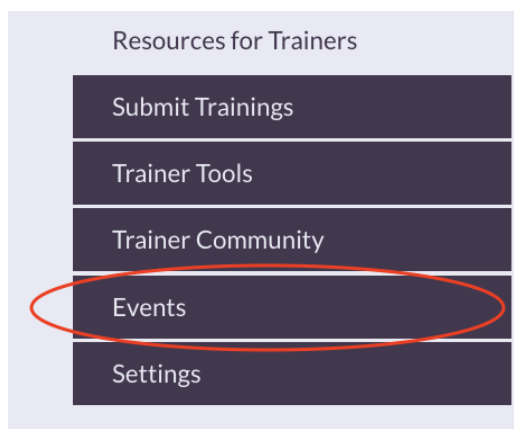 Resources for Trainers
Submit Trainings
Trainer Tools
Trainer Community
Events
Settings